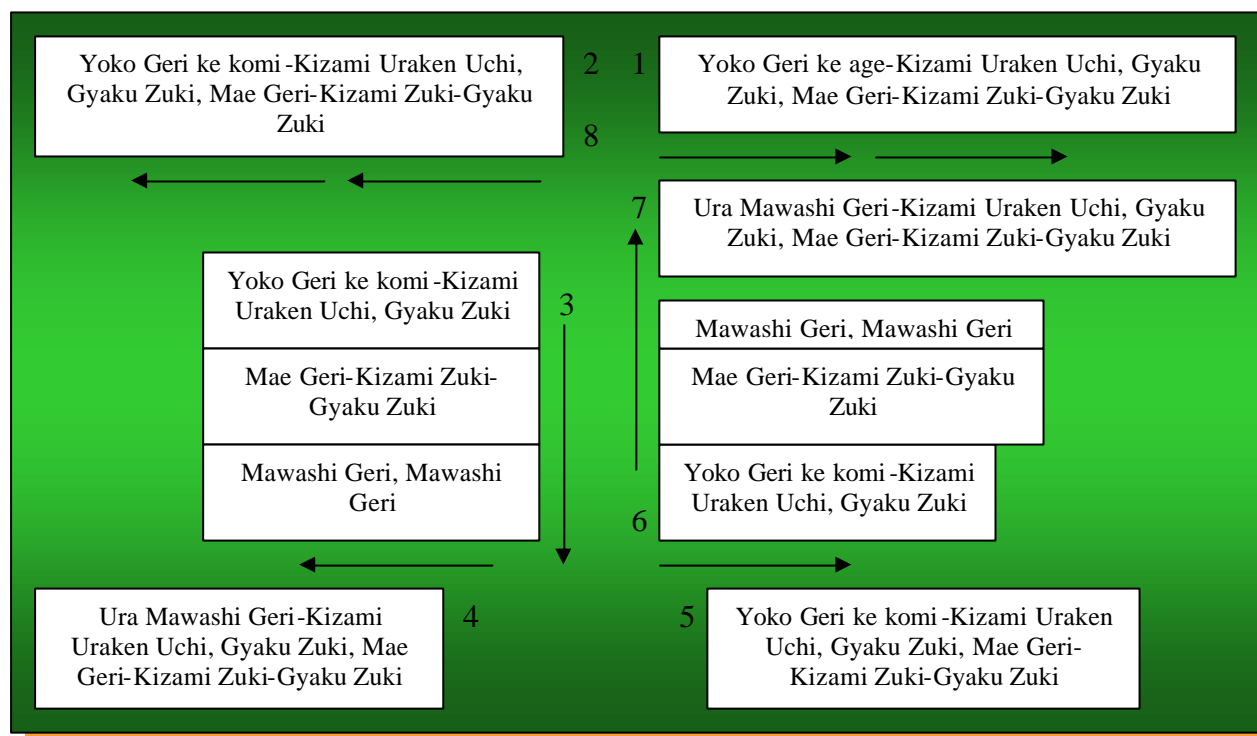 Yoko Geri ke komi-Kizami Uraken Uchi,
Gyaku Zuki, Mae Geri-Kizami Zuki-Gyaku
Zuki
2
1
Yoko Geri ke age-Kizami Uraken Uchi, Gyaku
Zuki, Mae Geri-Kizami Zuki-Gyaku Zuki
8
7
Ura Mawashi Geri-Kizami Uraken Uchi, Gyaku
Zuki, Mae Geri-Kizami Zuki-Gyaku Zuki
Yoko Geri ke komi-Kizami
Uraken Uchi, Gyaku Zuki
3
Mae Geri-Kizami Zuki-
Gyaku Zuki
Mawashi Geri, Mawashi
Geri
Mawashi Geri, Mawashi Geri
Mae Geri-Kizami Zuki-Gyaku
Zuki
Yoko Geri ke komi-Kizami
Uraken Uchi, Gyaku Zuki
6
Ura Mawashi Geri-Kizami
Uraken Uchi, Gyaku Zuki, Mae
Geri-Kizami Zuki-Gyaku Zuki
4
5
Yoko Geri ke komi-Kizami Uraken
Uchi, Gyaku Zuki, Mae Geri-
Kizami Zuki-Gyaku Zuki